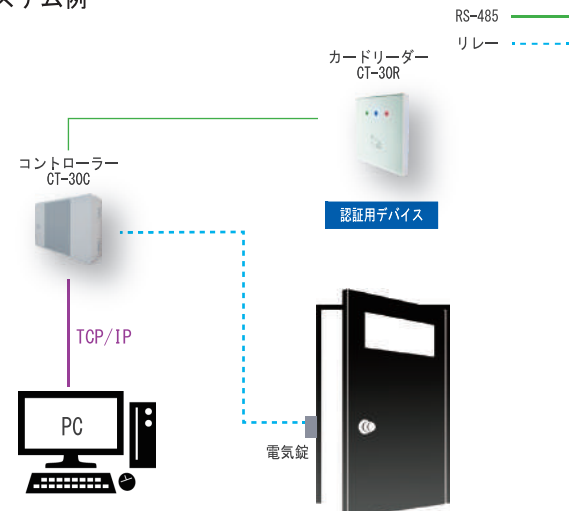 ステム例
RS-485
リレー
カードリーダー
CT-30R
コントローラー
CT-30C
認証用デバイス
TCP/IP
PC
電気錠